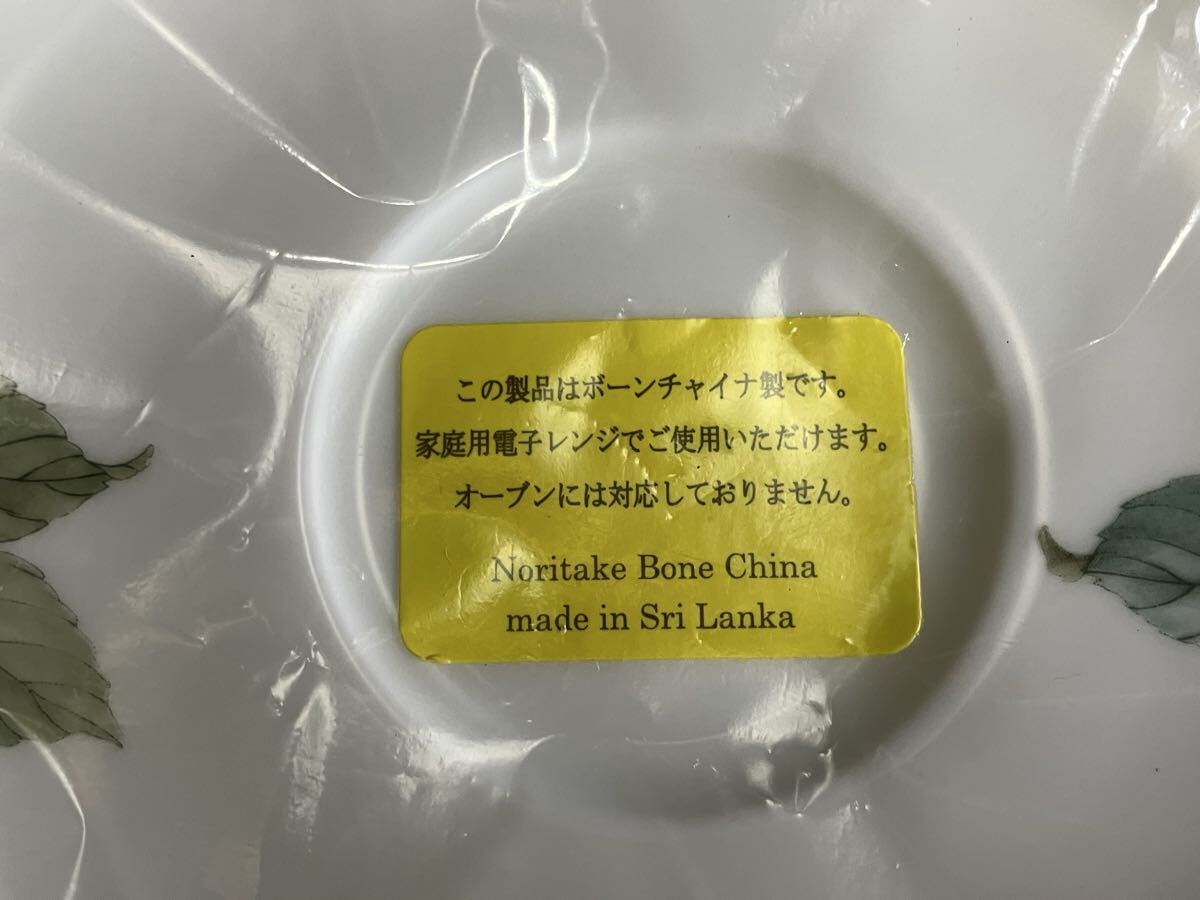 この製品はボーンチャイナ製です。
家庭用電子レンジでご使用いただけます。
オーブンには対応しておりません。
Noritake Bone China
made in Sri Lanka